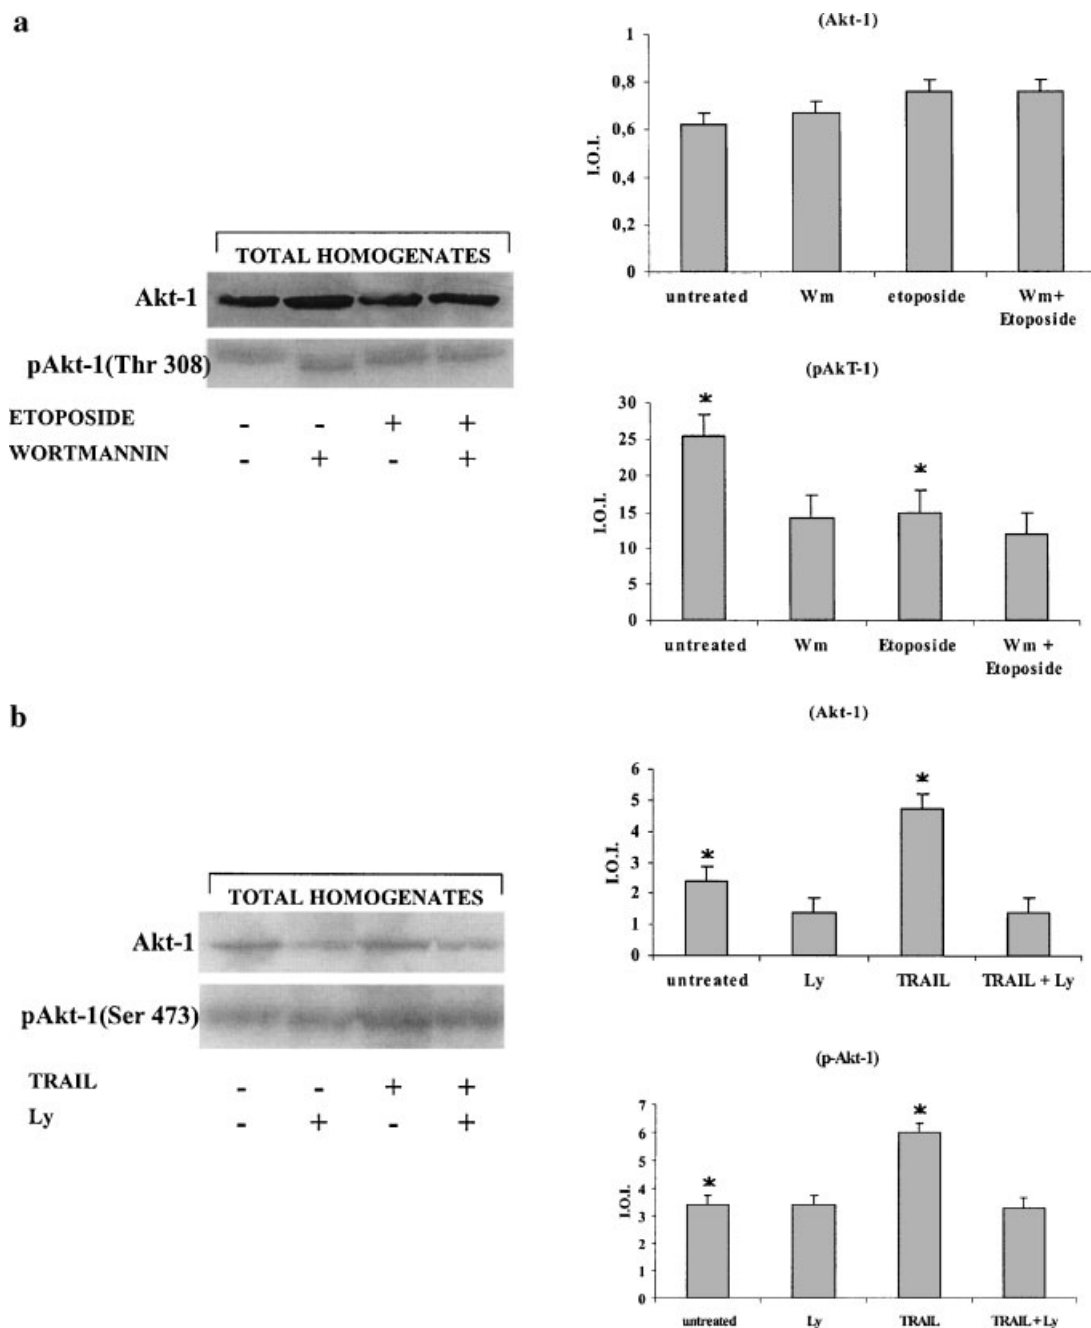 a
TOTAL HOMOGENATES
Akt-1
pAkt-1(Thr 308)
ETOPOSIDE - - + +
WORTMANNIN - + - +
(Akt-1)
I.O.I.
1
0,8
0,6
0,4
0,2
0
untreated Wm etoposide Wm+
Etoposide
(pAkT-1)
I.O.I.
30
25
20
15
10
5
0
*
*
untreated Wm Etoposide Wm +
Etoposide
b
TOTAL HOMOGENATES
Akt-1
pAkt-1(Ser 473)
TRAIL - - + +
Ly - + - +
(Akt-1)
I.O.I.
6
5
4
3
2
1
0
*
*
untreated Ly TRAIL TRAIL + Ly
(p-Akt-1)
I.O.I.
7
6
5
4
3
2
1
0
*
*
untreated Ly TRAIL TRAIL + Ly